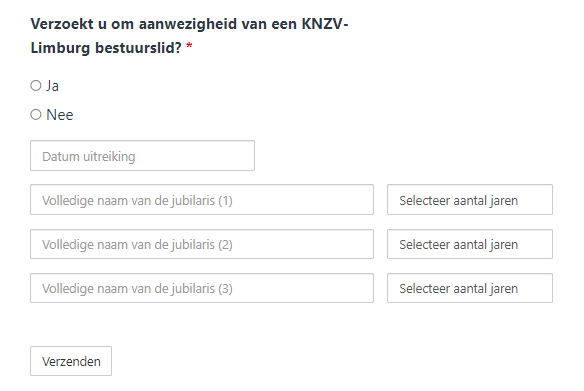 Verzoekt u om aanwezigheid van een KNZV-
Limburg bestuurslid? *
Ja
Nee
Datum uitreiking
Volledige naam van de jubilaris (1) Selecteer aantal jaren
Volledige naam van de jubilaris (2) Selecteer aantal jaren
Volledige naam van de jubilaris (3) Selecteer aantal jaren
Verzenden